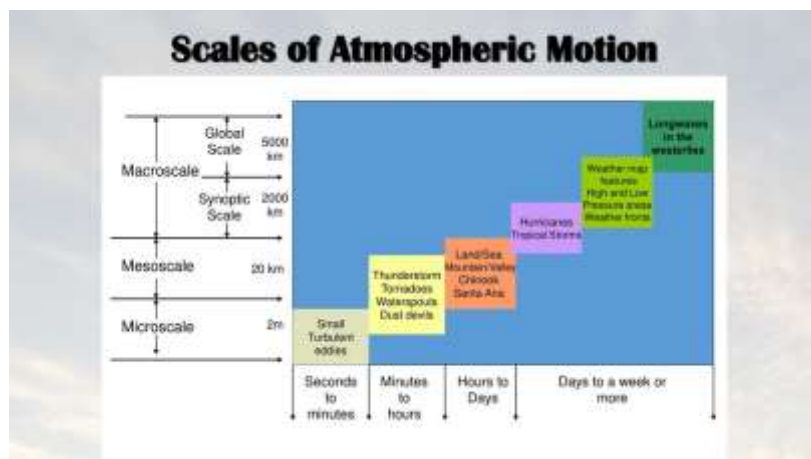 Scales of Atmospheric Motion
Global
Scale
5000
km
Macroscale
Synoptic
Scale
2000
km
Mesoscale
20 km
Microscale
2m
Longwaves
in the
westerlies
Weather map
features
High and Low
Pressure areas
Weather fronts
Hurricanes
Tropical Storms
Land/Sea
Mountain/Valley
Chinook
Santa Ana
Thunderstorm
Tornadoes
Waterspouts
Dust devils
Small
Turbulent
eddies
Seconds
to
minutes
Minutes
to
hours
Hours to
Days
Days to a week or
more